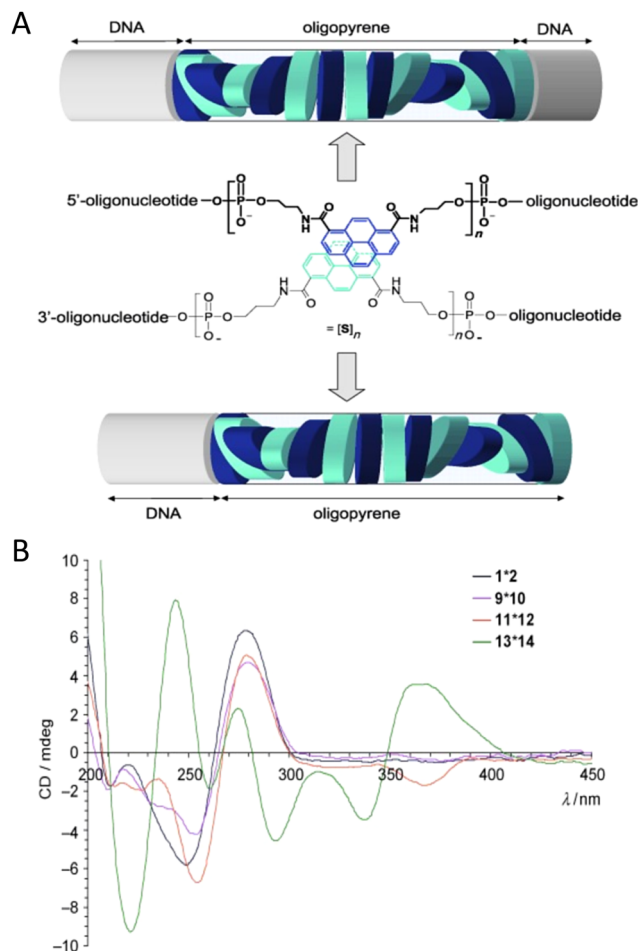 A
DNA oligopyrene DNA
5'-oligonucleotide O [ O P O - O N H O O N H O P O - ] n O oligonucleotide
3'-oligonucleotide O [ O P O - O H N O O H N O P O - ] n O oligonucleotide
= [S]n
DNA oligopyrene
B
10
8
6
4
2
0
−2
−4
−6
−8
−10
CD / mdeg
200 250 300 350 400 450
λ/nm
1*2
9*10
11*12
13*14